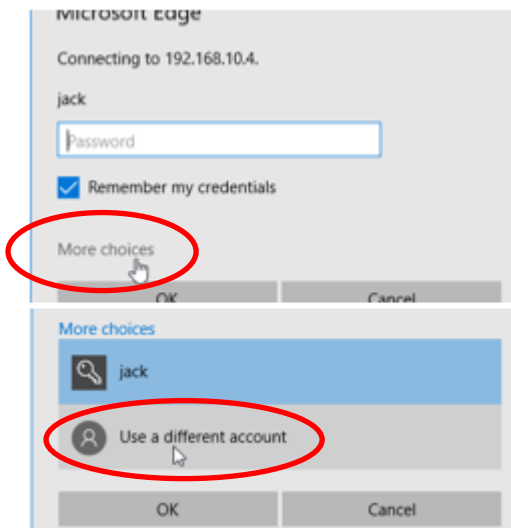 Microsoft Edge
Connecting to 192.168.10.4.
jack
Password
Remember my credentials
More choices
OK Cancel
More choices
jack
Use a different account
OK Cancel